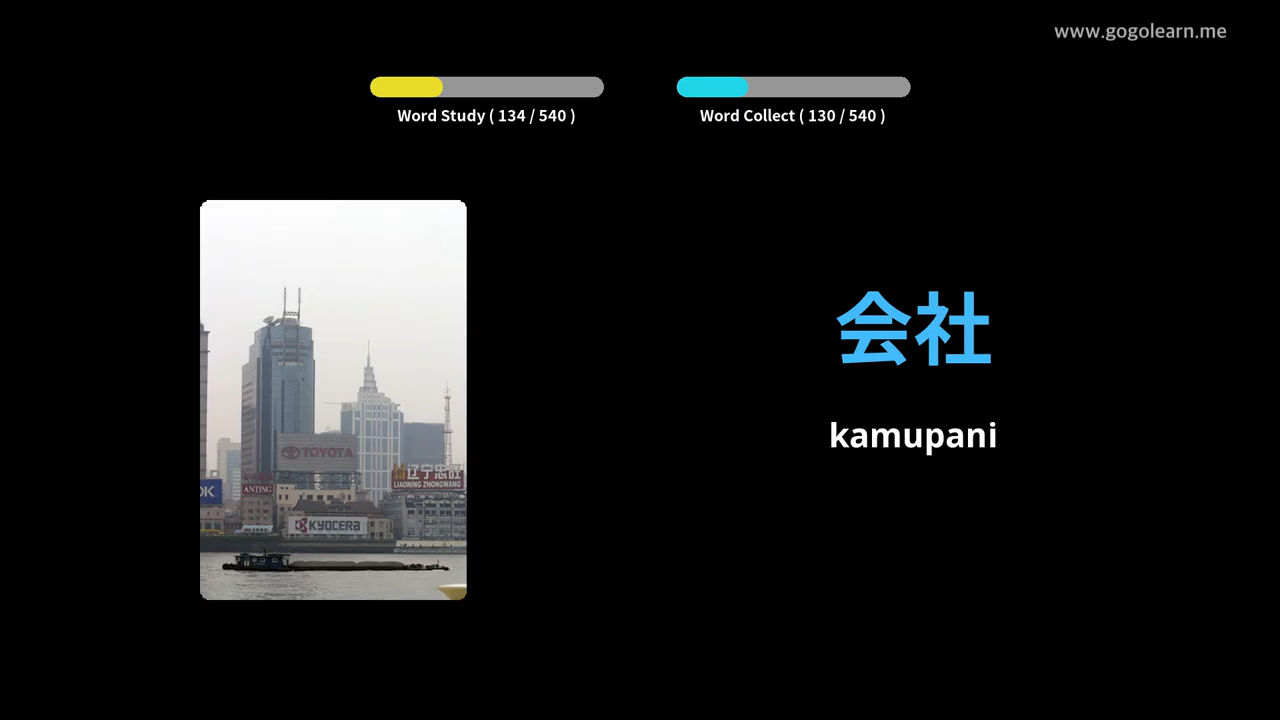 www.gogolearn.me
Word Study ( 134 / 540 )
Word Collect ( 130 / 540 )
会社
kamupani
TOYOTA
辽宁忠旺
LIAONING ZHONGWANG
ANTING
OK
KYOCERA